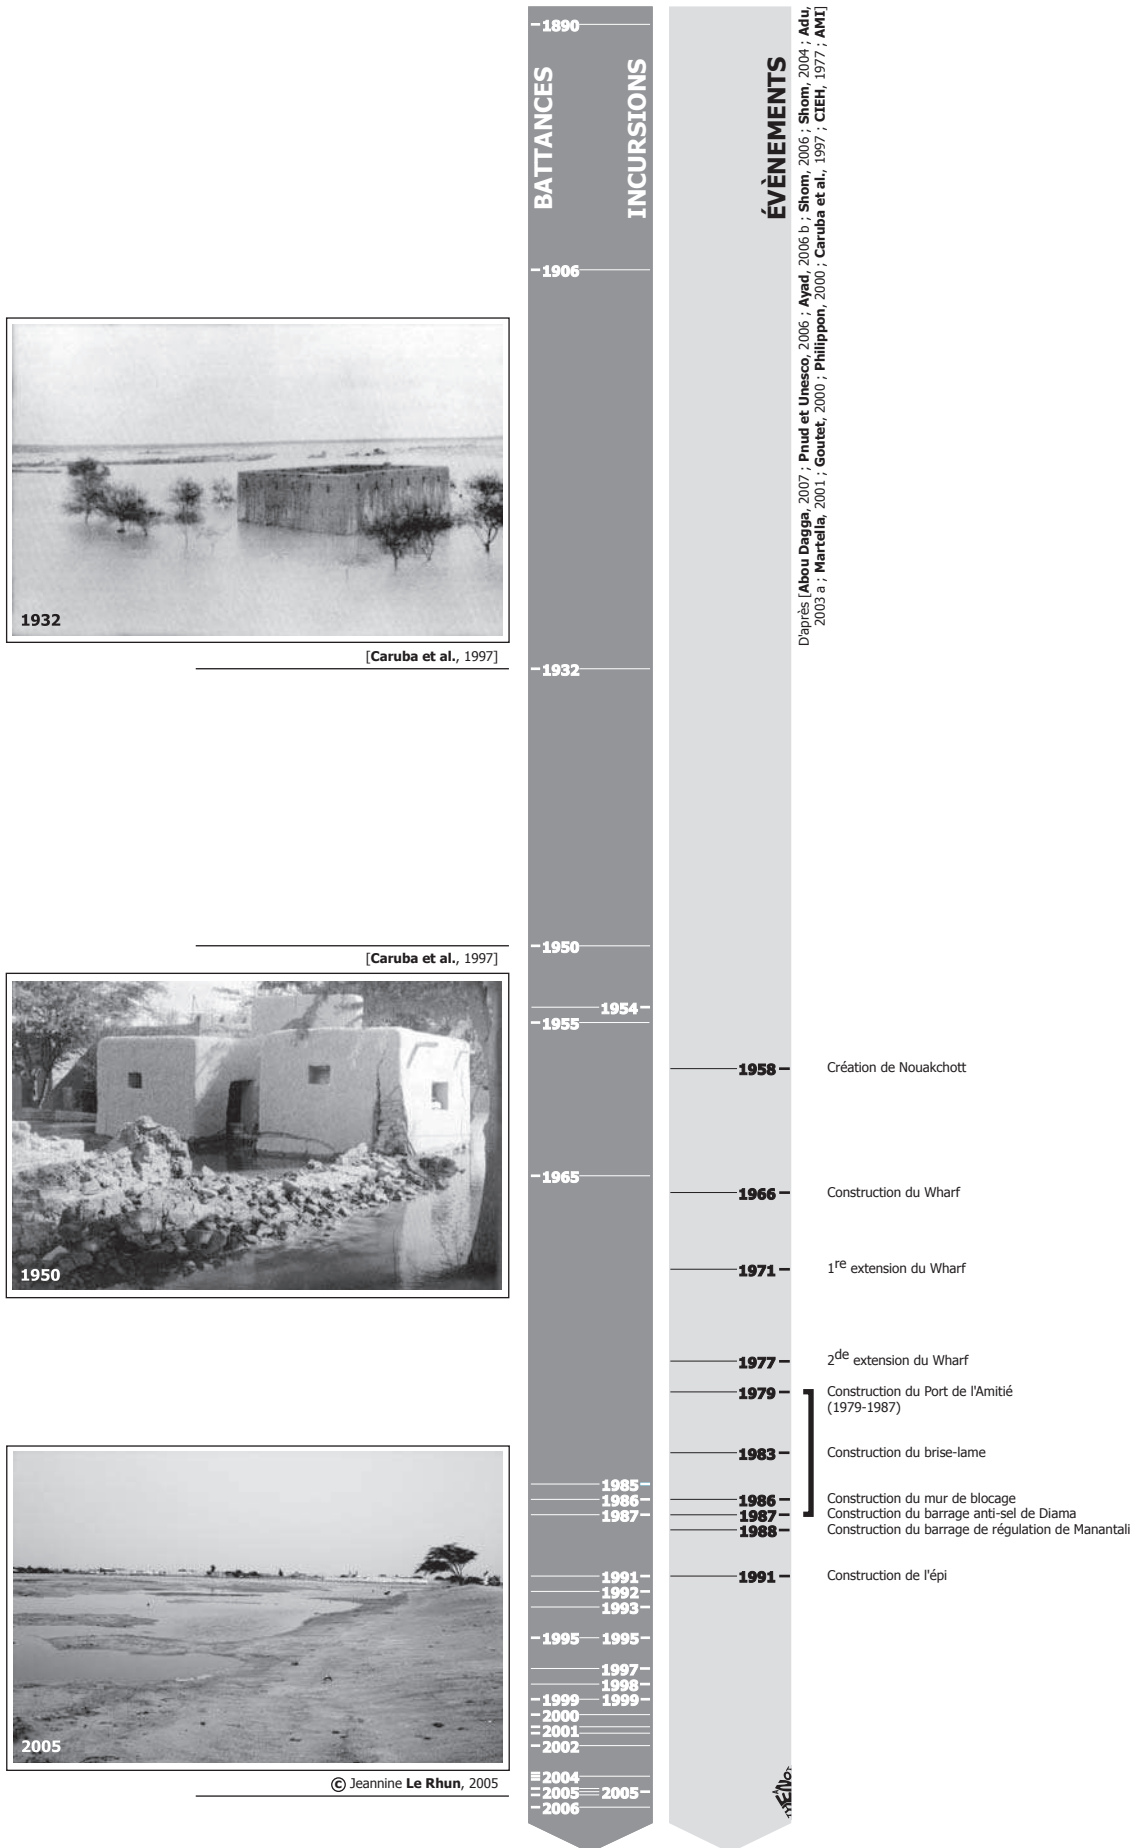 BATTANCES
INCURSIONS
ÉVÈNEMENTS
D'après [Abou Dagga, 2007 ; Pnud et Unesco, 2006 ; Ayad, 2006 b ; Shom, 2006 ; Shom, 2004 ; Adu,
2003 a ; Martella, 2001 ; Goutet, 2000 ; Philippon, 2000 ; Caruba et al., 1997 ; CIEH, 1977 ; AMI]
1890
1906
1932
[Caruba et al., 1997]
1932
1950
[Caruba et al., 1997]
1954
1955
1958 Création de Nouakchott
1965
1966 Construction du Wharf
1950
1971 1re extension du Wharf
1977 2de extension du Wharf
1979 Construction du Port de l'Amitié
(1979-1987)
1983 Construction du brise-lame
1985
1986 1986 Construction du mur de blocage
1987 1987 Construction du barrage anti-sel de Diama
1988 Construction du barrage de régulation de Manantali
1991 1991 Construction de l'épi
1992
1993
1995 1995
1997
1998
1999 1999
2000
2001
2002
2005
2004
© Jeannine Le Rhun, 2005
2005 2005
2006